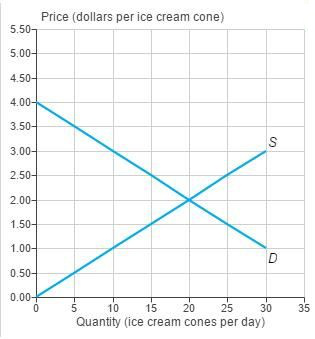 Price (dollars per ice cream cone)
5.50
5.00
4.50
4.00
3.50
3.00
2.50
2.00
1.50
1.00
0.50
0.00
S
D
0 5 10 15 20 25 30 35
Quantity (ice cream cones per day)